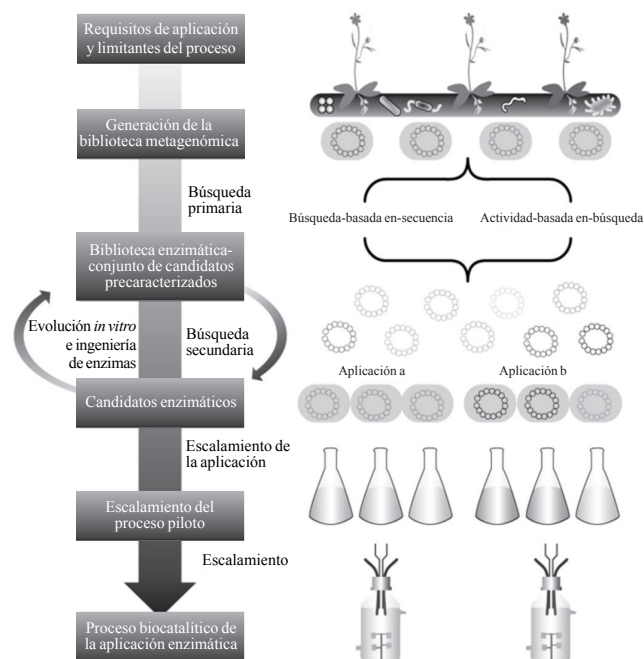 Requisitos de aplicación
y limitantes del proceso
Generación de la
biblioteca metagenómica
Búsqueda
primaria
Búsqueda-basada en-secuencia
Actividad-basada en-búsqueda
Biblioteca enzimática-
conjunto de candidatos
precaracterizados
Evolución in vitro
e ingeniería
de enzimas
Búsqueda
secundaria
Aplicación a
Aplicación b
Candidatos enzimáticos
Escalamiento de
la aplicación
Escalamiento del
proceso piloto
Escalamiento
Proceso biocatalítico de
la aplicación enzimática